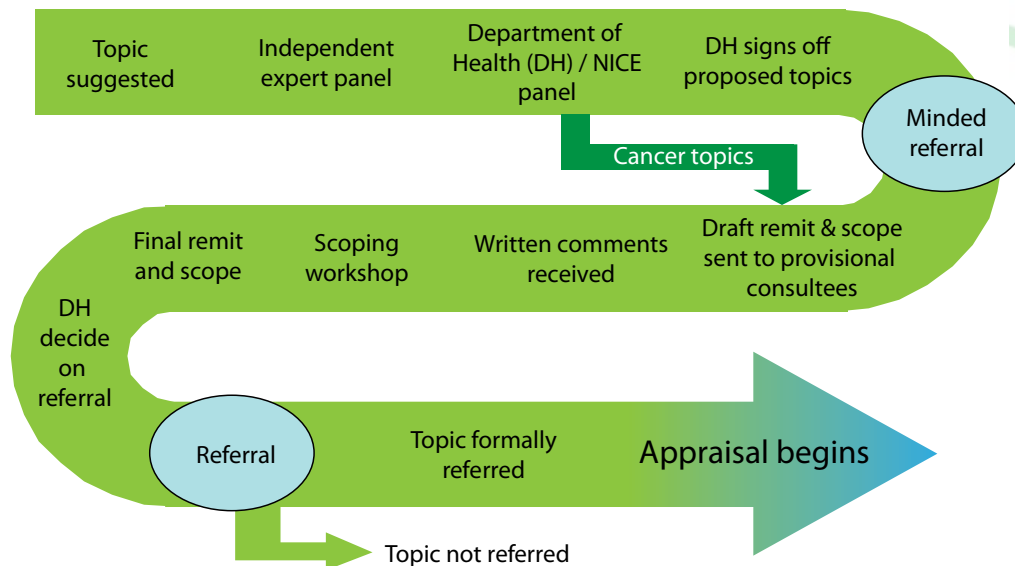 Topic
suggested
Independent
expert panel
Department of
Health (DH) / NICE
panel
DH signs off
proposed topics
Minded
referral
Cancer topics
Draft remit & scope
sent to provisional
consultees
Written comments
received
Scoping
workshop
Final remit
and scope
DH
decide
on
referral
Referral
Topic formally
referred
Appraisal begins
Topic not referred